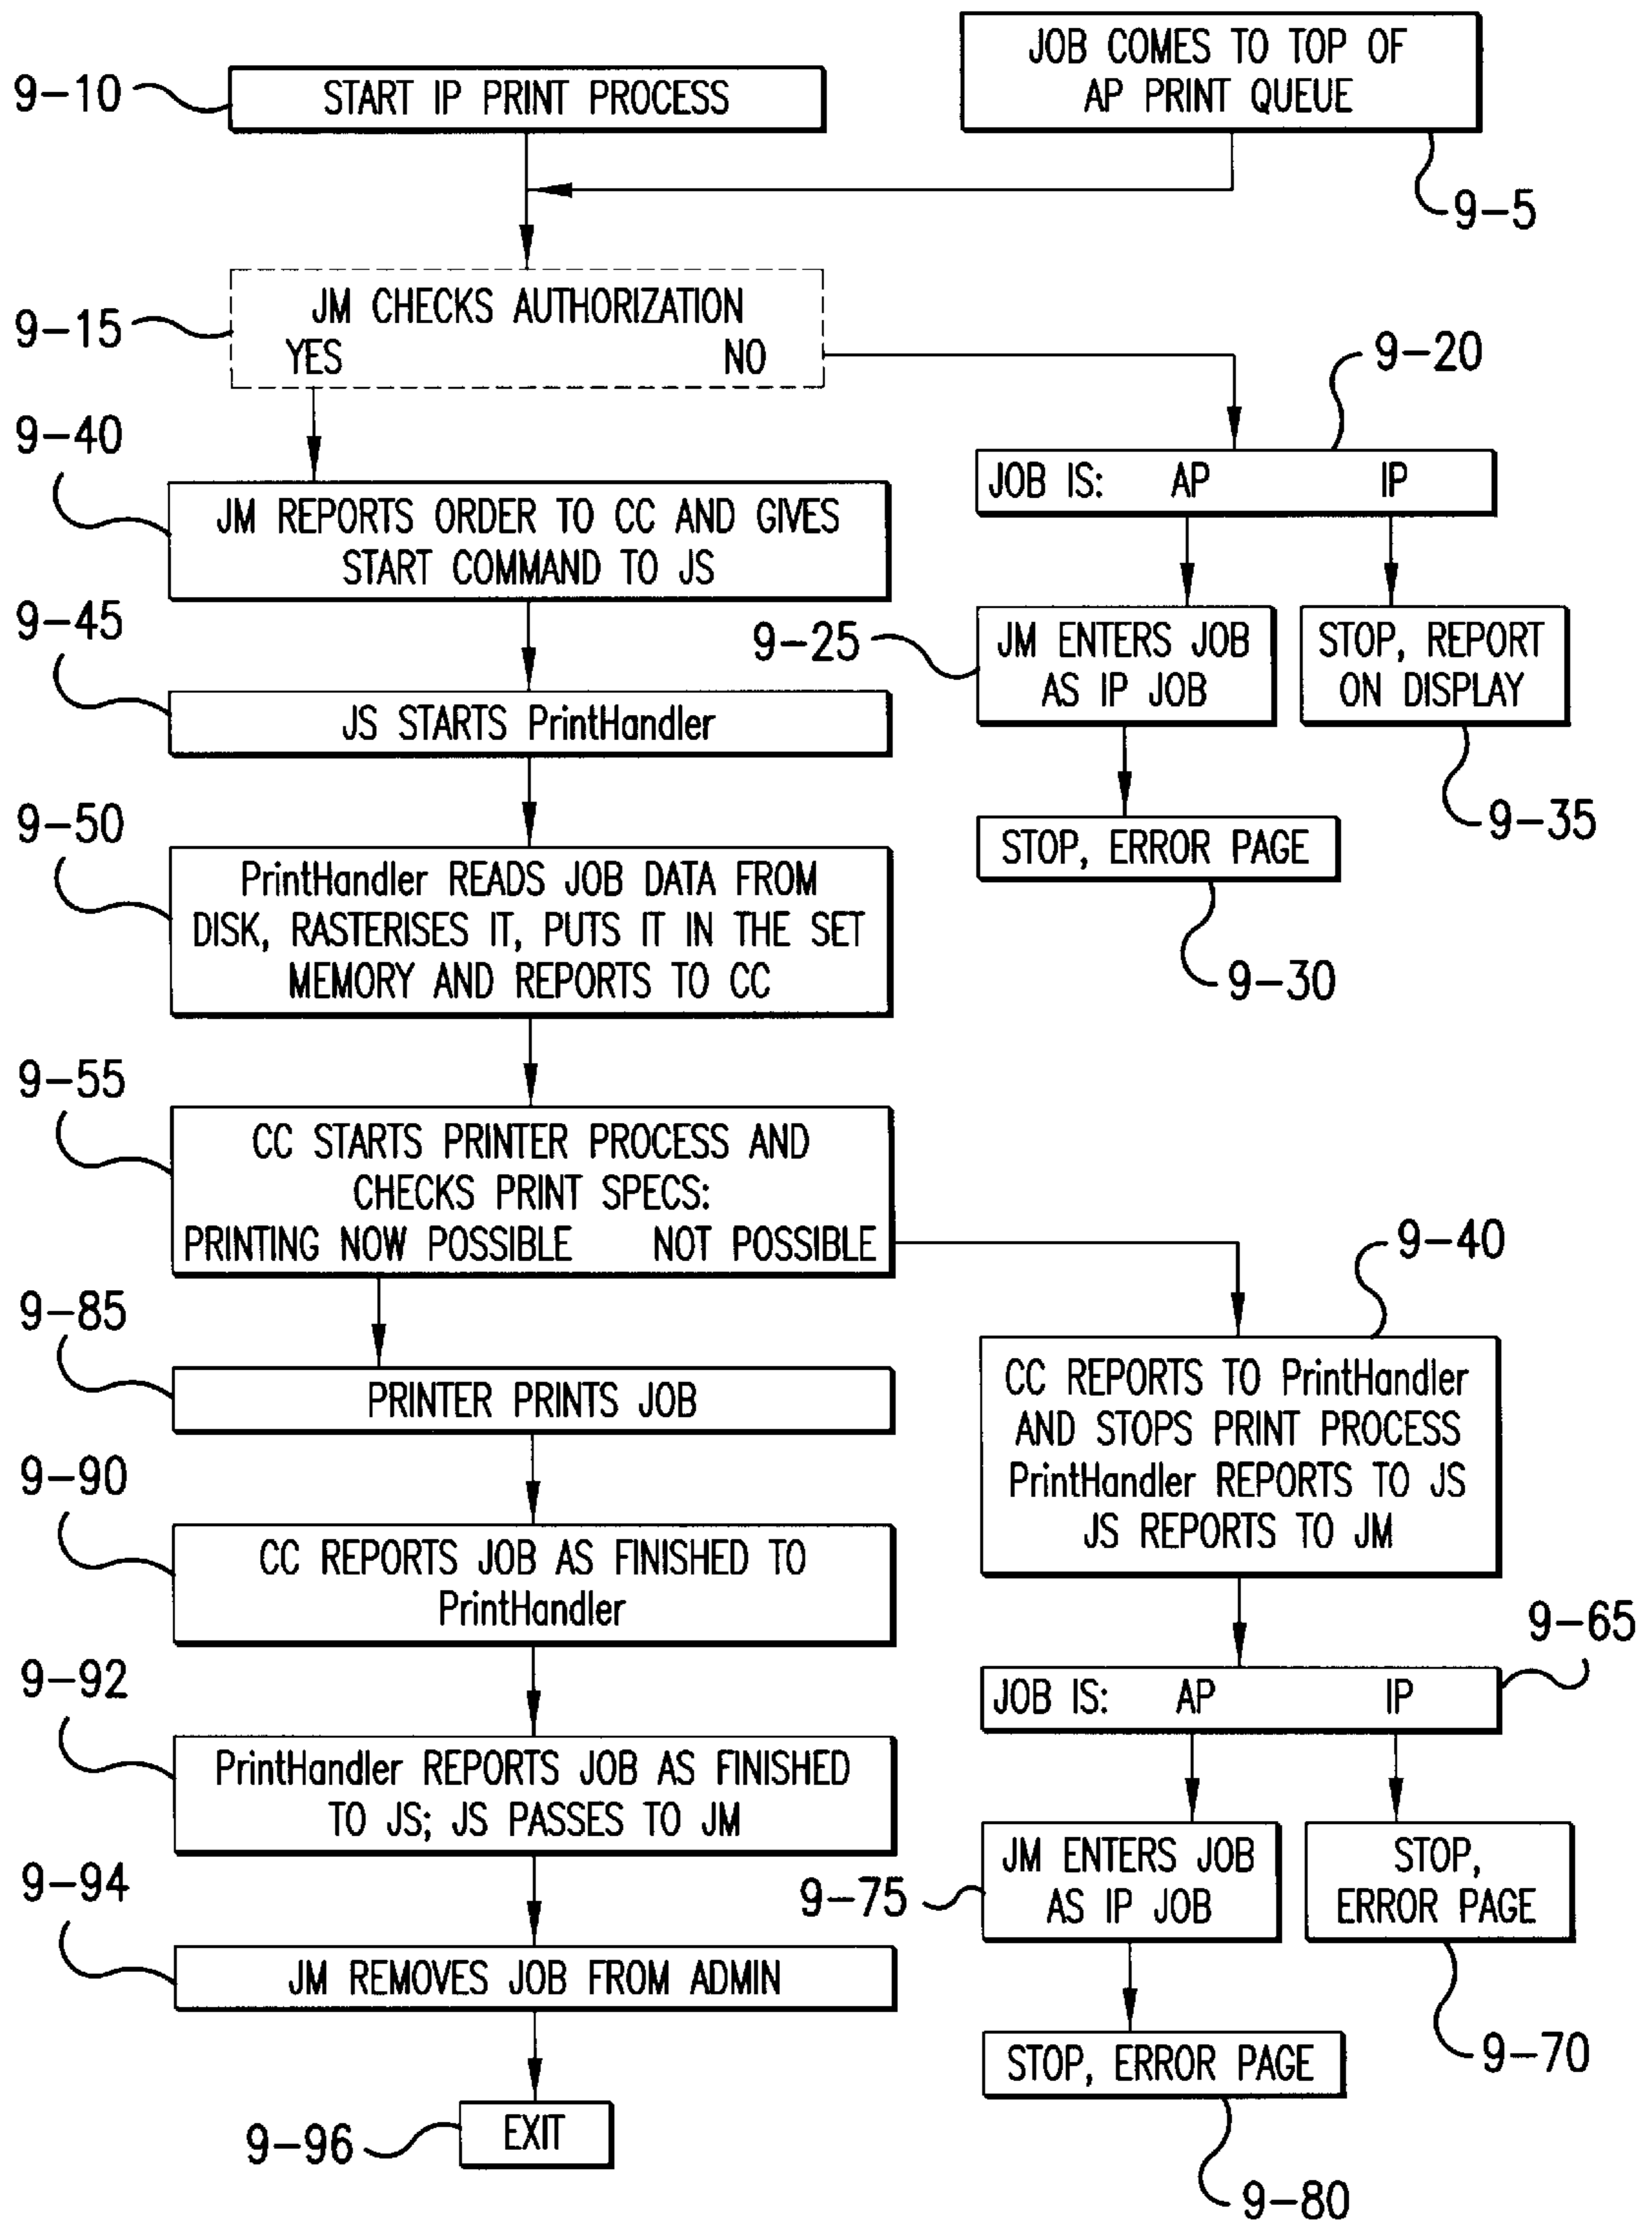 JOB COMES TO TOP OF
AP PRINT QUEUE
9-5
9-10
START IP PRINT PROCESS
9-15
JM CHECKS AUTHORIZATION
YES NO
9-20
JOB IS: AP IP
9-25
JM ENTERS JOB
AS IP JOB
STOP, REPORT
ON DISPLAY
9-35
STOP, ERROR PAGE
9-30
9-40
JM REPORTS ORDER TO CC AND GIVES
START COMMAND TO JS
9-45
JS STARTS PrintHandler
9-50
PrintHandler READS JOB DATA FROM
DISK, RASTERISES IT, PUTS IT IN THE SET
MEMORY AND REPORTS TO CC
9-55
CC STARTS PRINTER PROCESS AND
CHECKS PRINT SPECS:
PRINTING NOW POSSIBLE NOT POSSIBLE
9-40
CC REPORTS TO PrintHandler
AND STOPS PRINT PROCESS
PrintHandler REPORTS TO JS
JS REPORTS TO JM
9-65
JOB IS: AP IP
9-75
JM ENTERS JOB
AS IP JOB
STOP,
ERROR PAGE
9-70
STOP, ERROR PAGE
9-80
9-85
PRINTER PRINTS JOB
9-90
CC REPORTS JOB AS FINISHED TO
PrintHandler
9-92
PrintHandler REPORTS JOB AS FINISHED
TO JS; JS PASSES TO JM
9-94
JM REMOVES JOB FROM ADMIN
9-96
EXIT